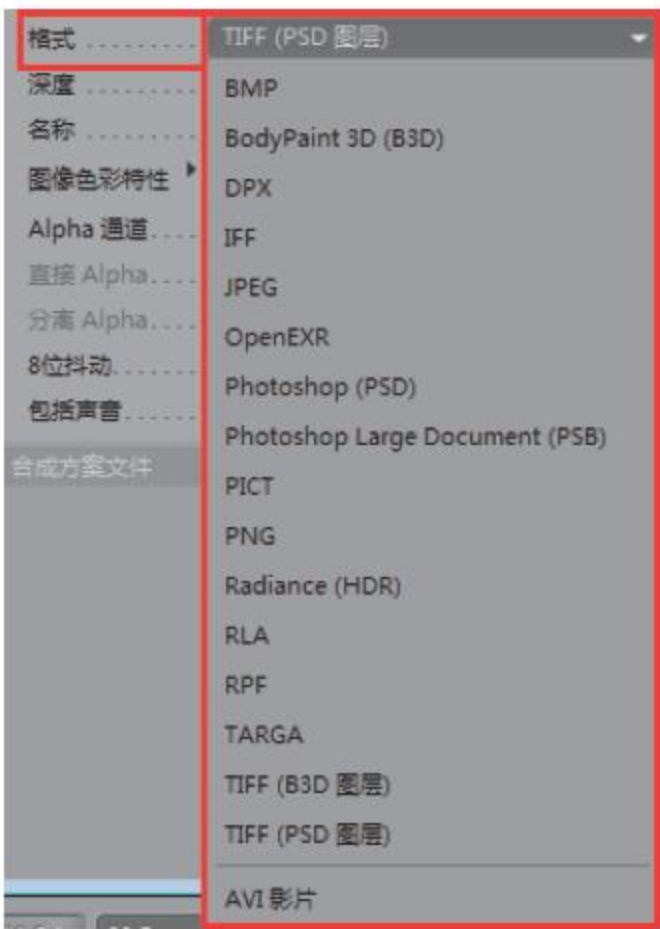 格式
TIFF (PSD 图层)
深度
名称
图像色彩特性
Alpha 通道
直接 Alpha
分离 Alpha
8位抖动
包括声音
合成方案文件
BMP
BodyPaint 3D (B3D)
DPX
IFF
JPEG
OpenEXR
Photoshop (PSD)
Photoshop Large Document (PSB)
PICT
PNG
Radiance (HDR)
RLA
RPF
TARGA
TIFF (B3D 图层)
TIFF (PSD 图层)
AVI 影片